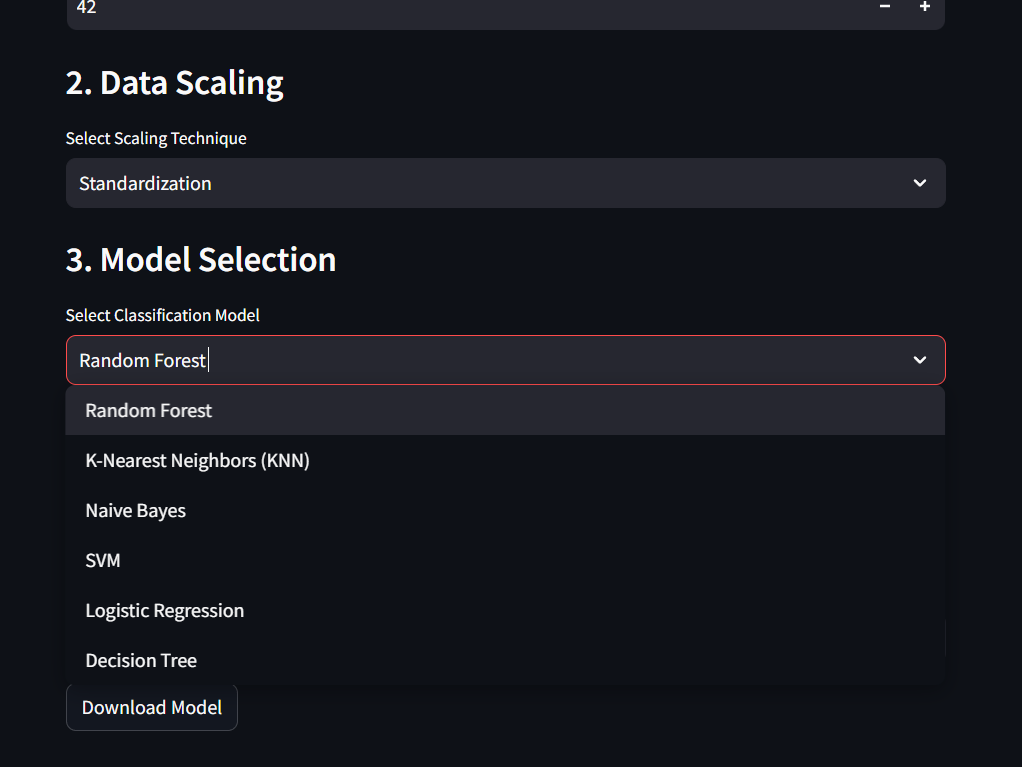 42
2. Data Scaling
Select Scaling Technique
Standardization
3. Model Selection
Select Classification Model
Random Forest
Random Forest
K-Nearest Neighbors (KNN)
Naive Bayes
SVM
Logistic Regression
Decision Tree
Download Model